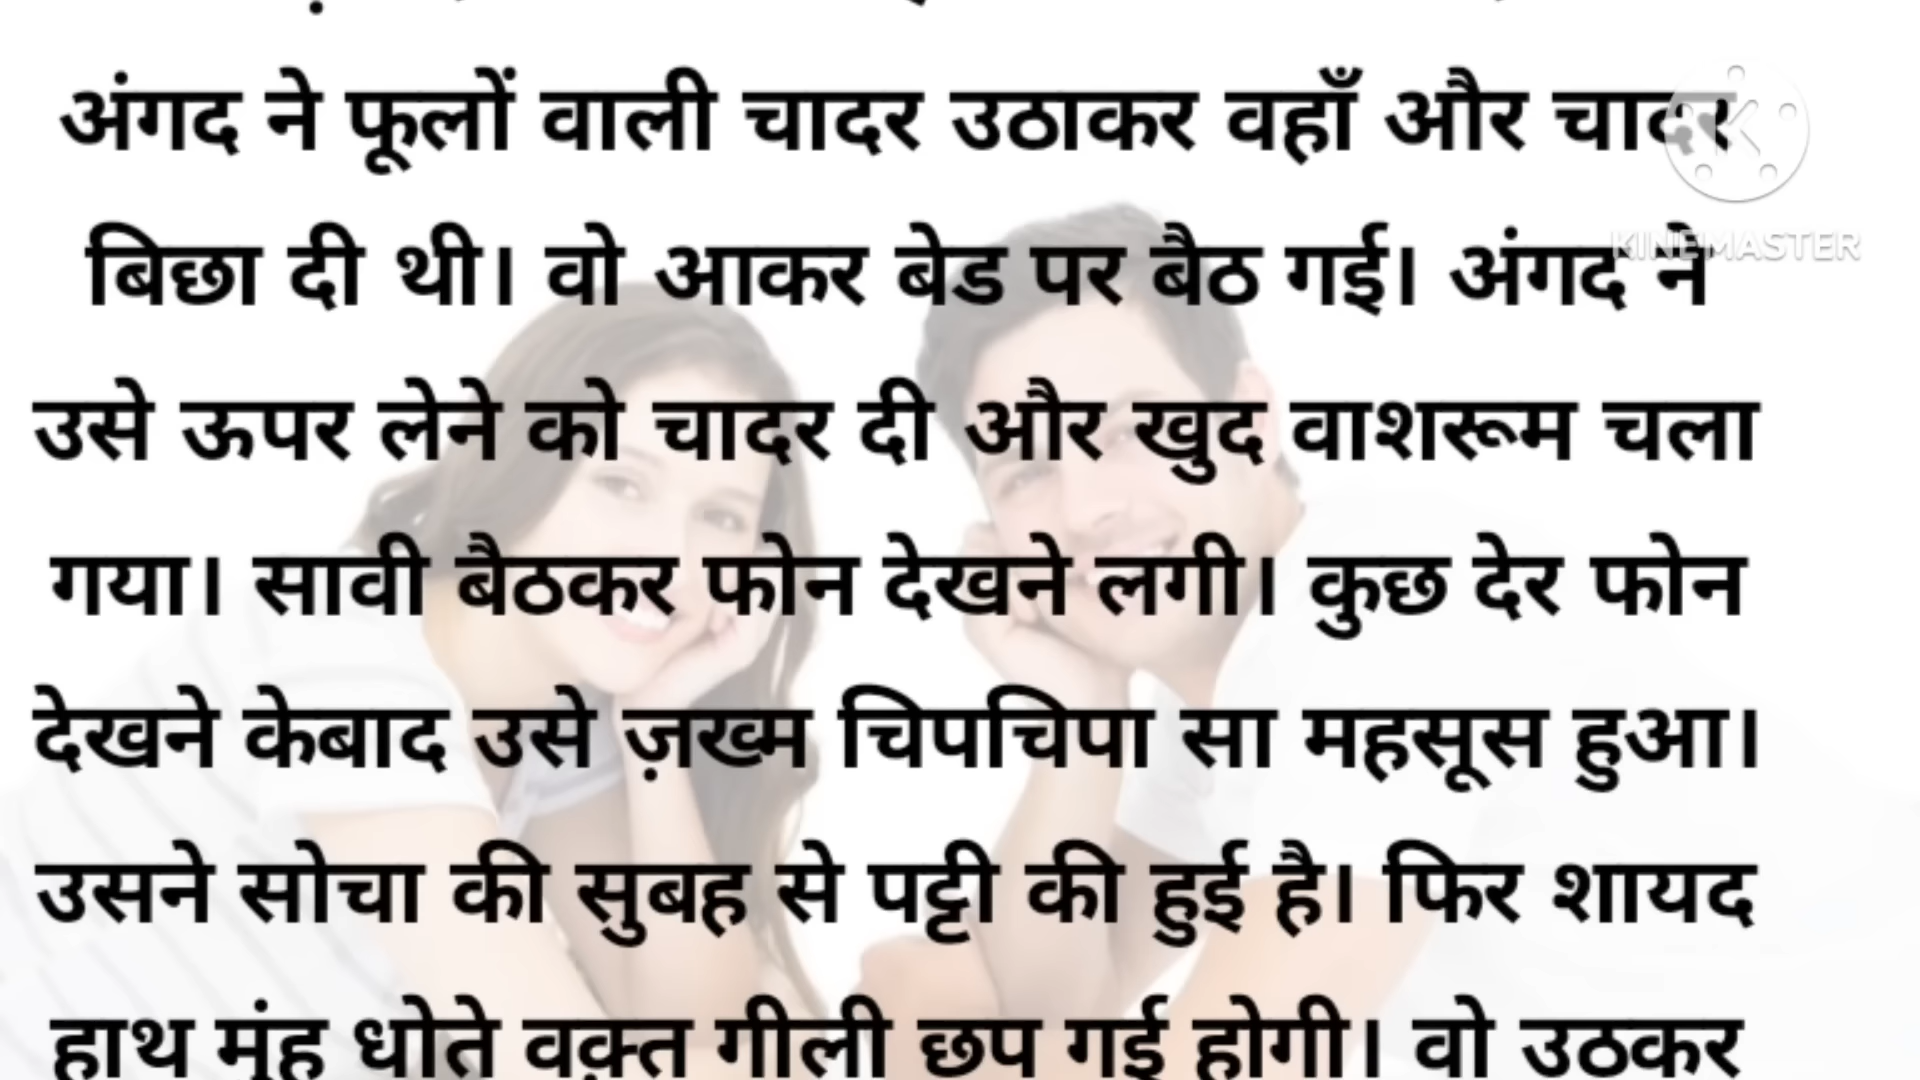 अंगद ने फूलों वाली चादर उठाकर वहाँ और चादर
KINEMASTER
बिछा दी थी। वो आकर बेड पर बैठ गई। अंगद ने
उसे ऊपर लेने को चादर दी और खुद वाशरूम चला
गया। सावी बैठकर फोन देखने लगी। कुछ देर फोन
देखने केबाद उसे ज़ख्म चिपचिपा सा महसूस हुआ।
उसने सोचा की सुबह से पट्टी की हुई है। फिर शायद
हाथ मुंह धोते वक़्त गीली छप गई होगी। वो उठकर